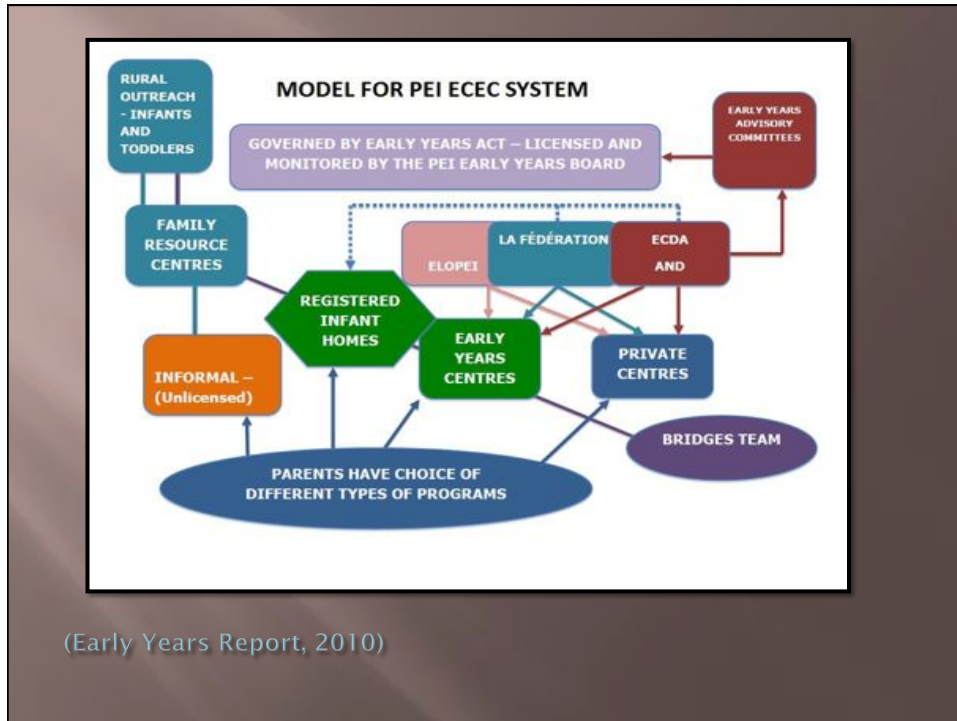 MODEL FOR PEI ECEC SYSTEM
RURAL
OUTREACH
- INFANTS
AND
TODDLERS
GOVERNED BY EARLY YEARS ACT – LICENSED AND
MONITORED BY THE PEI EARLY YEARS BOARD
EARLY YEARS
ADVISORY
COMMITTEES
FAMILY
RESOURCE
CENTRES
ELOPEI
LA FÉDÉRATION
ECDA
AND
REGISTERED
INFANT
HOMES
EARLY
YEARS
CENTRES
PRIVATE
CENTRES
INFORMAL –
(Unlicensed)
BRIDGES TEAM
PARENTS HAVE CHOICE OF
DIFFERENT TYPES OF PROGRAMS
(Early Years Report, 2010)